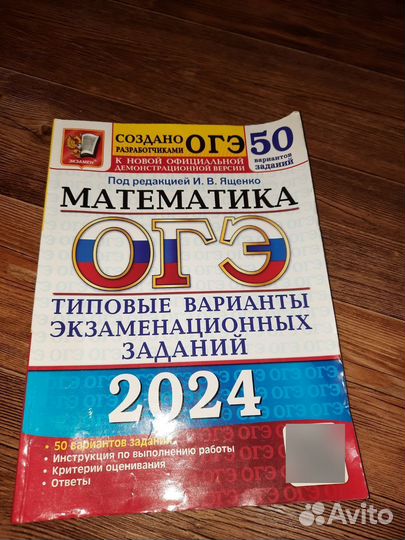 СОЗДАНО
РАЗРАБОТЧИКАМИ ОГЭ
К НОВОЙ ОФИЦИАЛЬНОЙ
ДЕМОНСТРАЦИОННОЙ ВЕРСИИ
50
вариантов
заданий
ЭКЗАМЕН
Под редакцией И. В. Ященко
МАТЕМАТИКА
ОГЭ
ТИПОВЫЕ ВАРИАНТЫ
ЭКЗАМЕНАЦИОННЫХ
ЗАДАНИЙ
2024
• 50 вариантов заданий
• Инструкция по выполнению работы
• Критерии оценивания
• Ответы
Avito